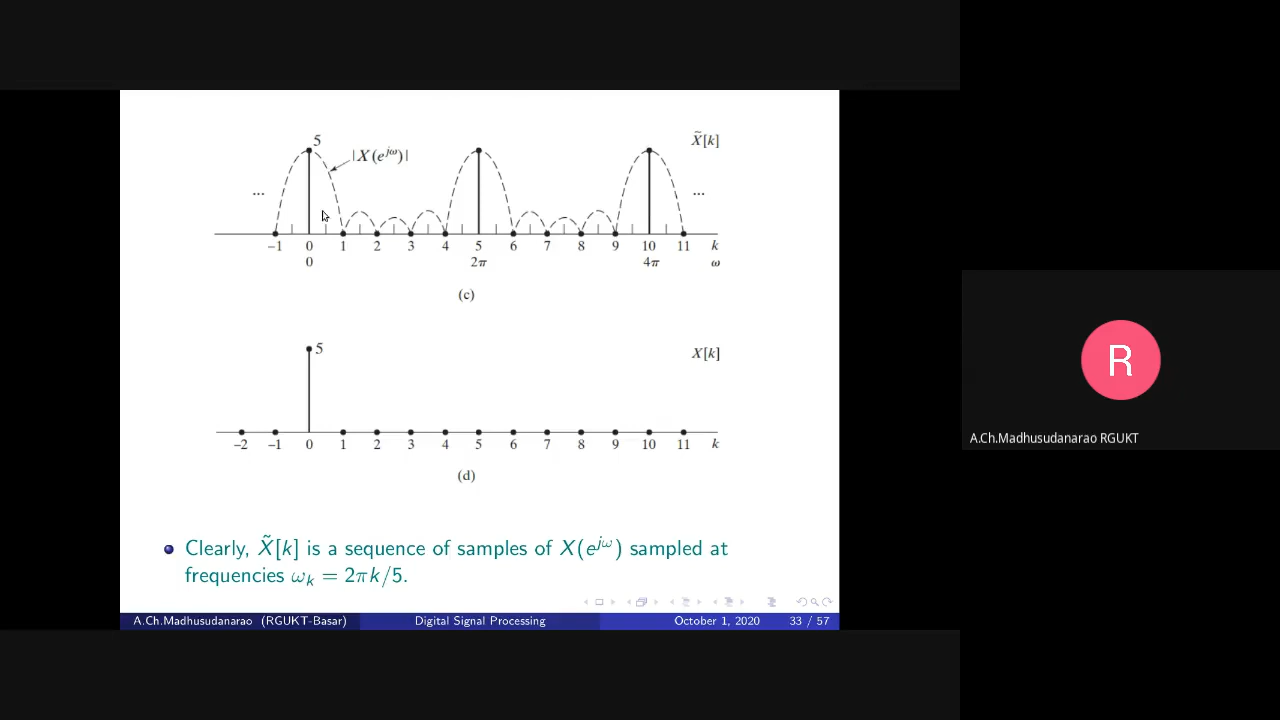 5
|X(e^{jω})|
X̃[k]
... ...
−1 0 1 2 3 4 5 6 7 8 9 10 11 k
0 2π 4π ω
(c)
5
X[k]
−2 −1 0 1 2 3 4 5 6 7 8 9 10 11 k
(d)
Clearly, X̃[k] is a sequence of samples of X(e^{jω}) sampled at
frequencies ω_k = 2πk/5.
A.Ch.Madhusudanarao (RGUKT-Basar) Digital Signal Processing October 1, 2020 33 / 57
R
A.Ch.Madhusudanarao RGUKT